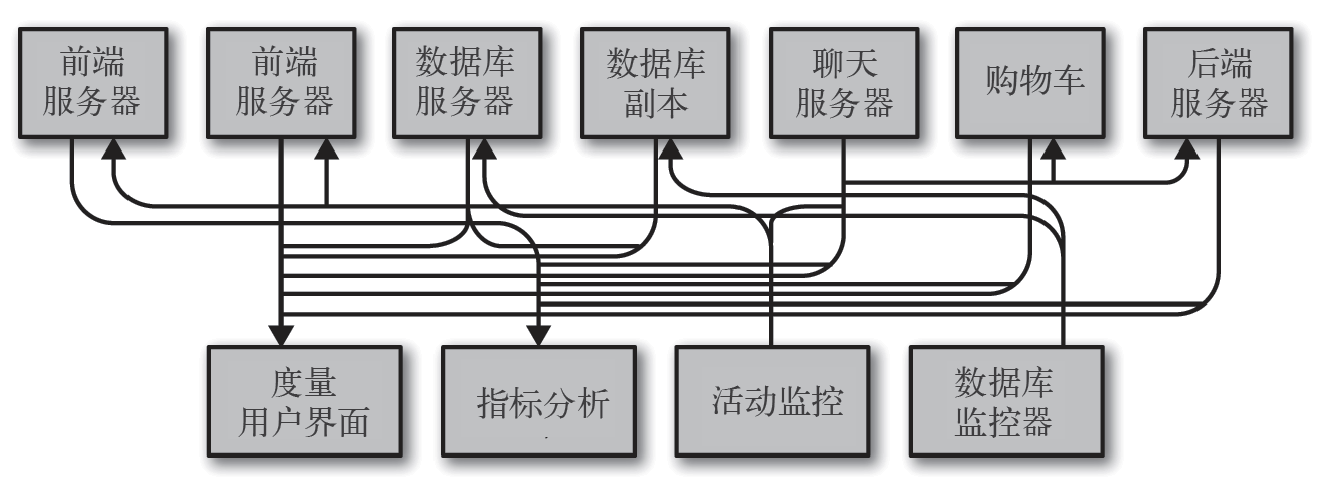 前端
服务器
前端
服务器
数据库
服务器
数据库
副本
聊天
服务器
购物车
后端
服务器
度量
用户界面
指标分析
活动监控
数据库
监控器